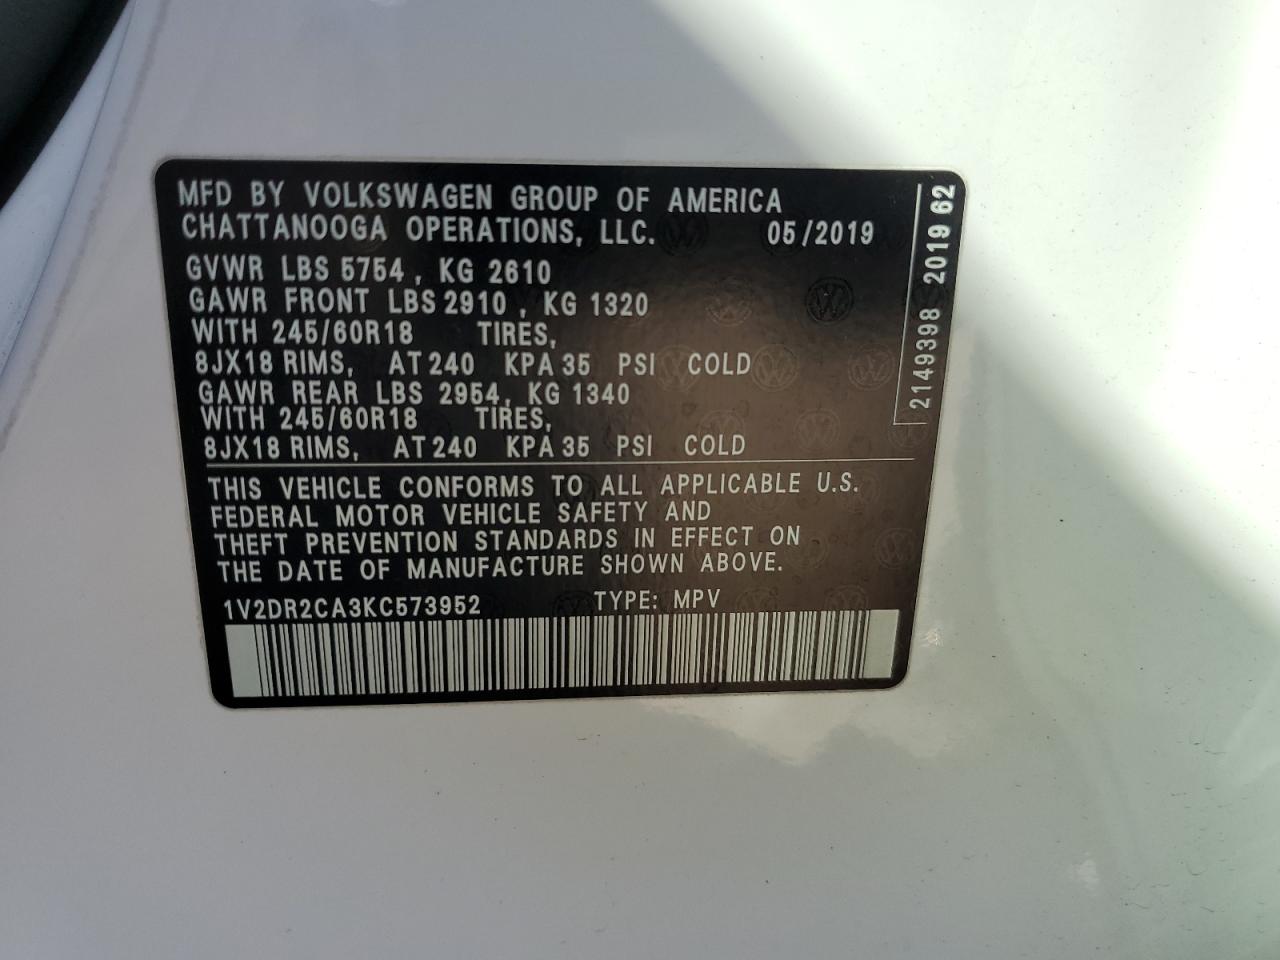 MFD BY VOLKSWAGEN GROUP OF AMERICA
CHATTANOOGA OPERATIONS, LLC. 05/2019
GVWR LBS 5754, KG 2610
GAWR FRONT LBS 2910, KG 1320
WITH 245/60R18 TIRES,
8JX18 RIMS, AT 240 KPA 35 PSI COLD
GAWR REAR LBS 2954, KG 1340
WITH 245/60R18 TIRES,
8JX18 RIMS, AT 240 KPA 35 PSI COLD
THIS VEHICLE CONFORMS TO ALL APPLICABLE U.S.
FEDERAL MOTOR VEHICLE SAFETY AND
THEFT PREVENTION STANDARDS IN EFFECT ON
THE DATE OF MANUFACTURE SHOWN ABOVE.
1V2DR2CA3KC573952 TYPE: MPV
2149398 2019 62